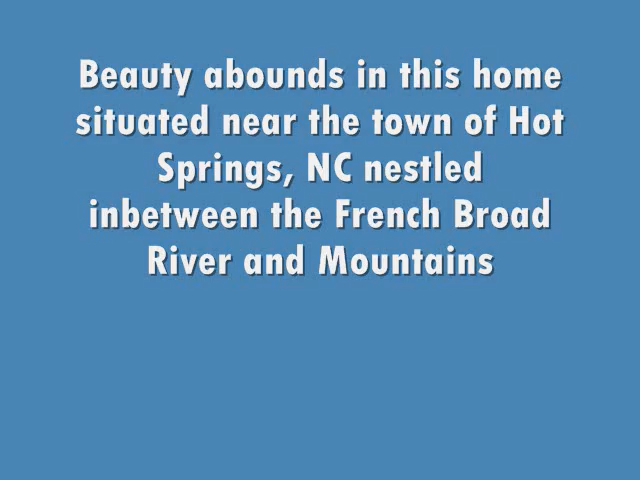 Beauty abounds in this home
situated near the town of Hot
Springs, NC nestled
inbetween the French Broad
River and Mountains